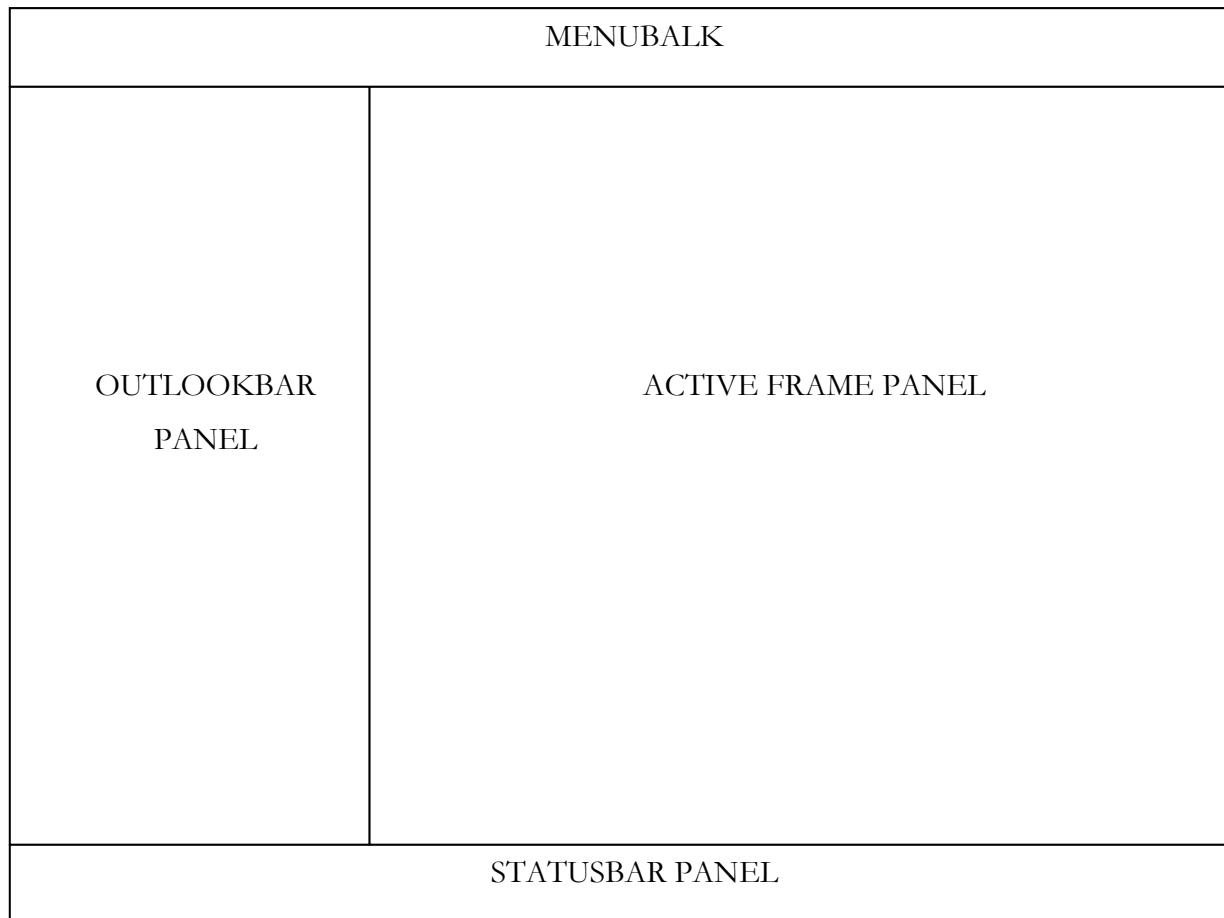 MENUBALK
OUTLOOKBAR
PANEL
ACTIVE FRAME PANEL
STATUSBAR PANEL